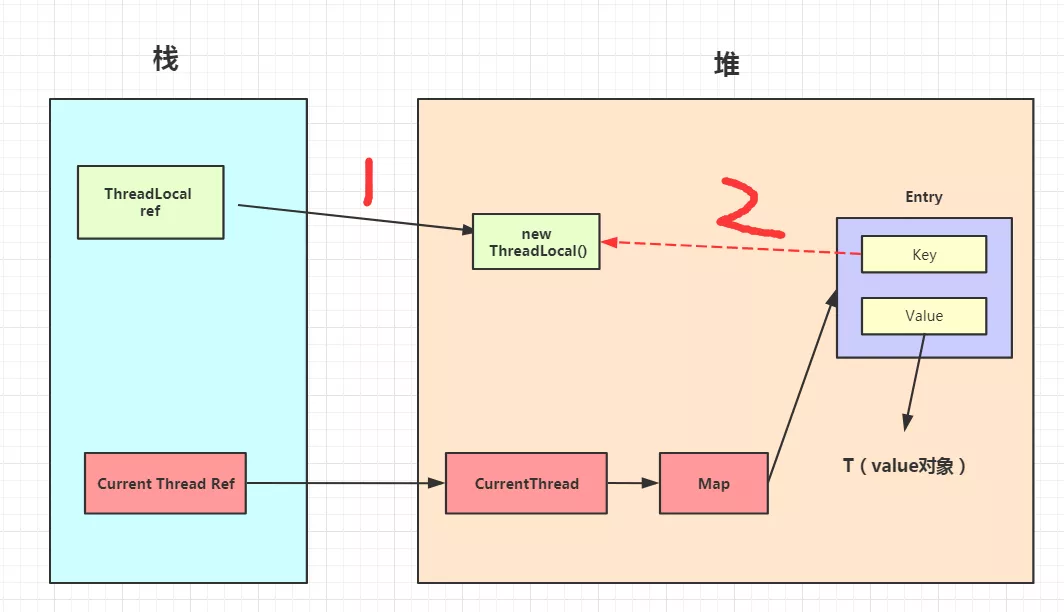 栈
堆
1
2
ThreadLocal
ref
new
ThreadLocal()
Entry
Key
Value
T（value对象）
Current Thread Ref
CurrentThread
Map